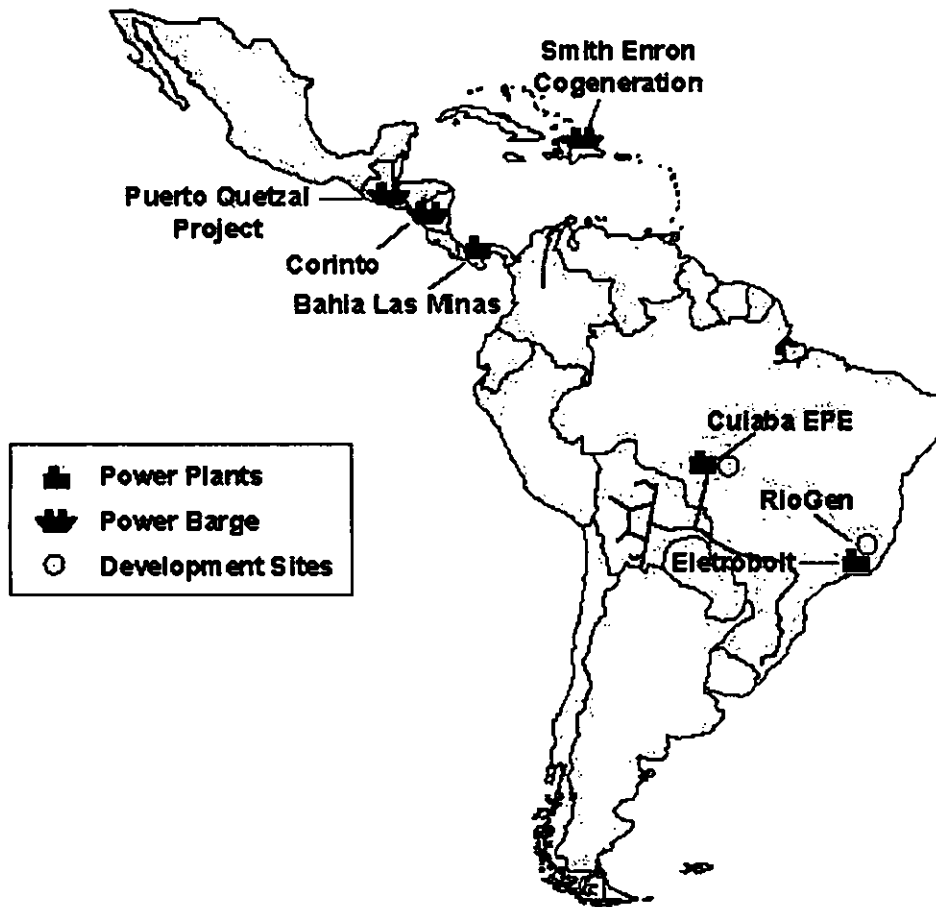 Smith Enron
Cogeneration
Puerto Quetzal
Project
Corinto
Bahia Las Minas
Cuiaba EPE
RioGen
Eletrobolt
Power Plants
Power Barge
Development Sites